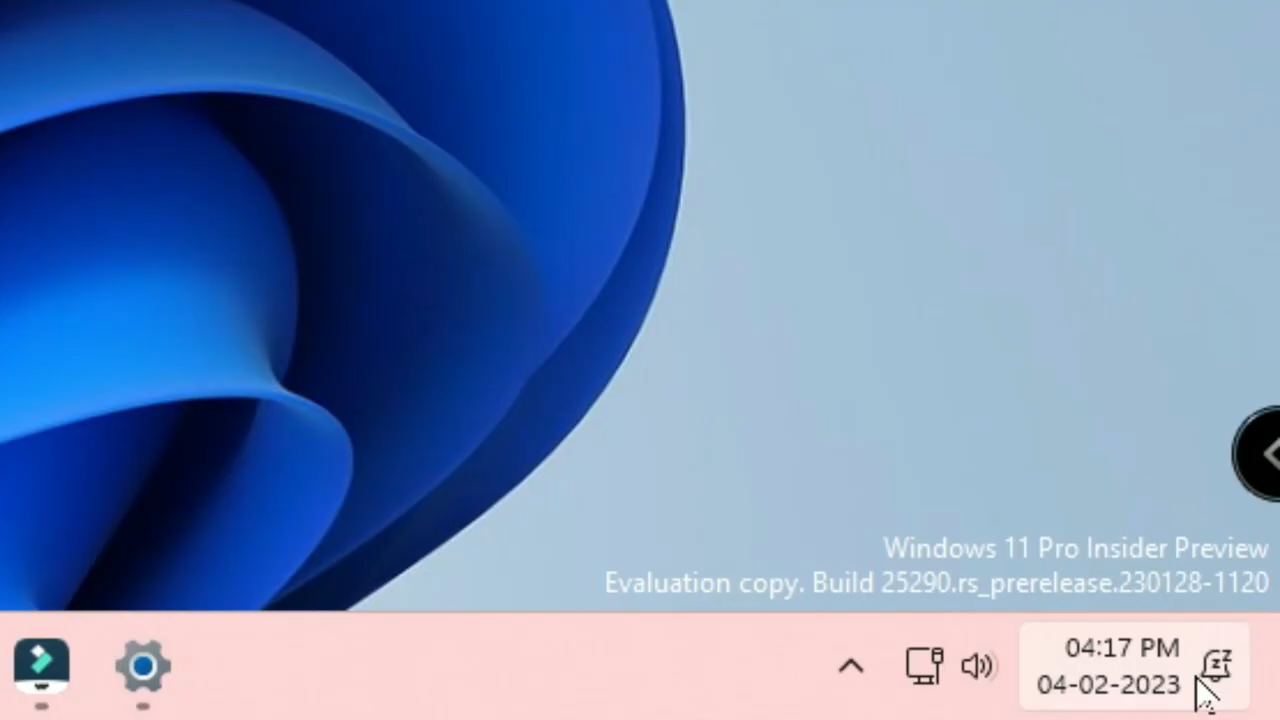 Windows 11 Pro Insider Preview
Evaluation copy. Build 25290.rs_prerelease.230128-1120
04:17 PM
04-02-2023